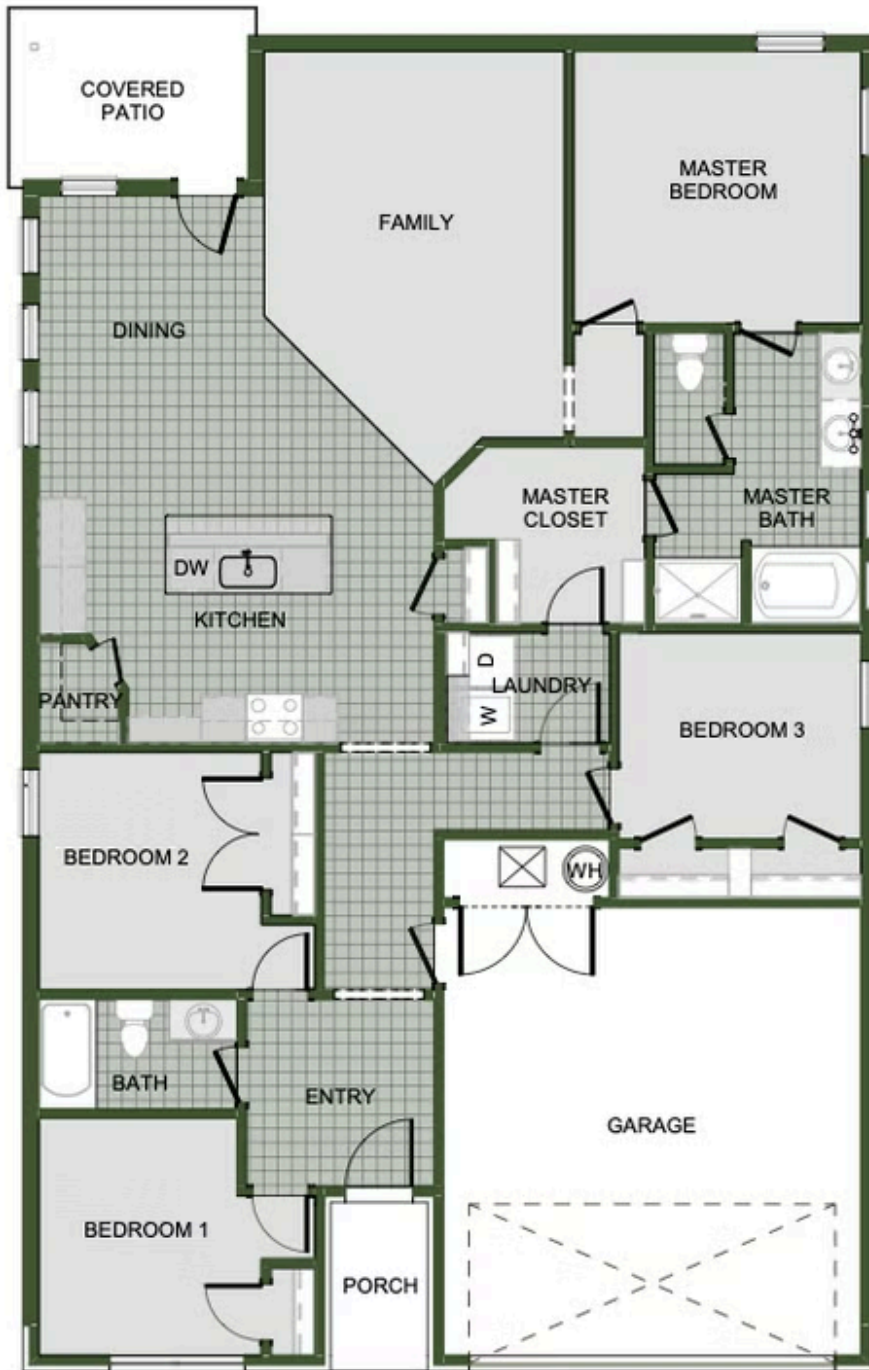 COVERED
PATIO
MASTER
BEDROOM
FAMILY
DINING
MASTER
CLOSET
MASTER
BATH
DW
KITCHEN
PANTRY
D
LAUNDRY
W
BEDROOM 3
BEDROOM 2
WH
BATH
ENTRY
GARAGE
BEDROOM 1
PORCH